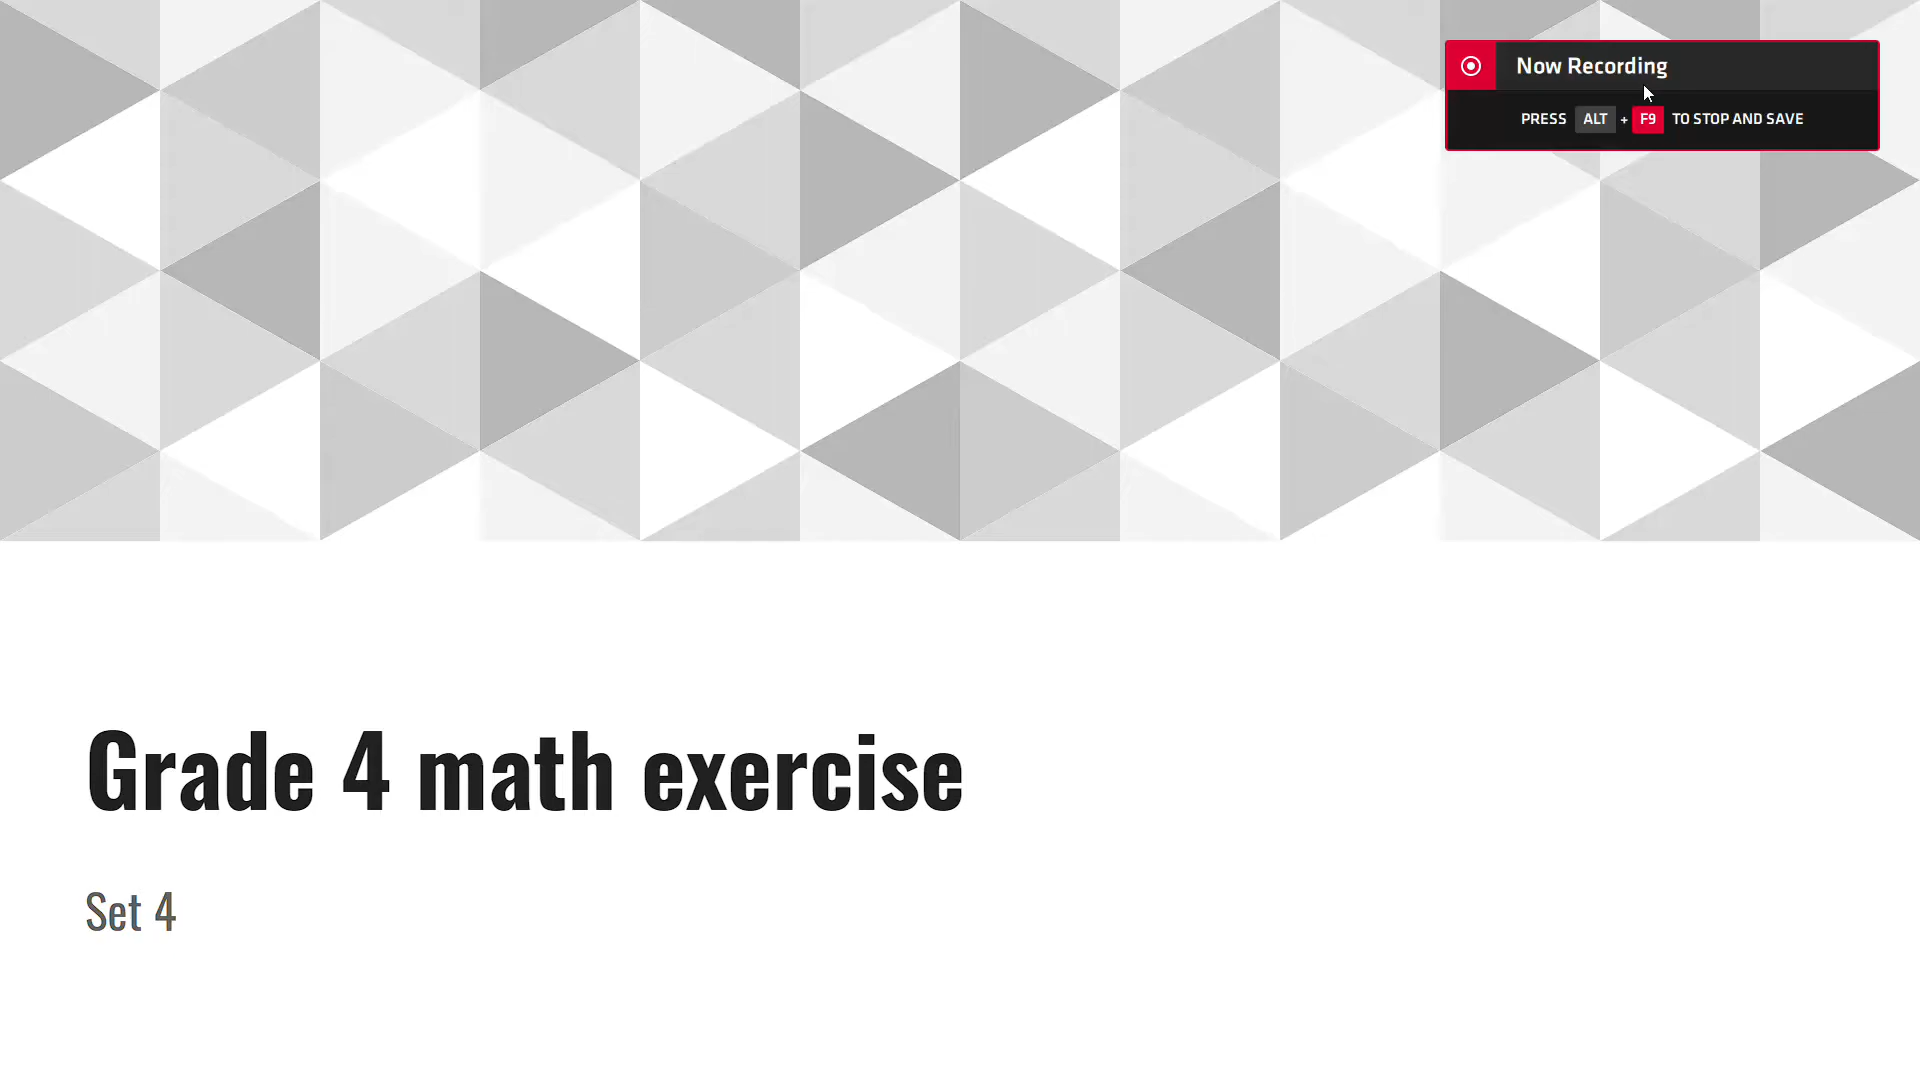 Now Recording
PRESS ALT + F9 TO STOP AND SAVE
Grade 4 math exercise
Set 4